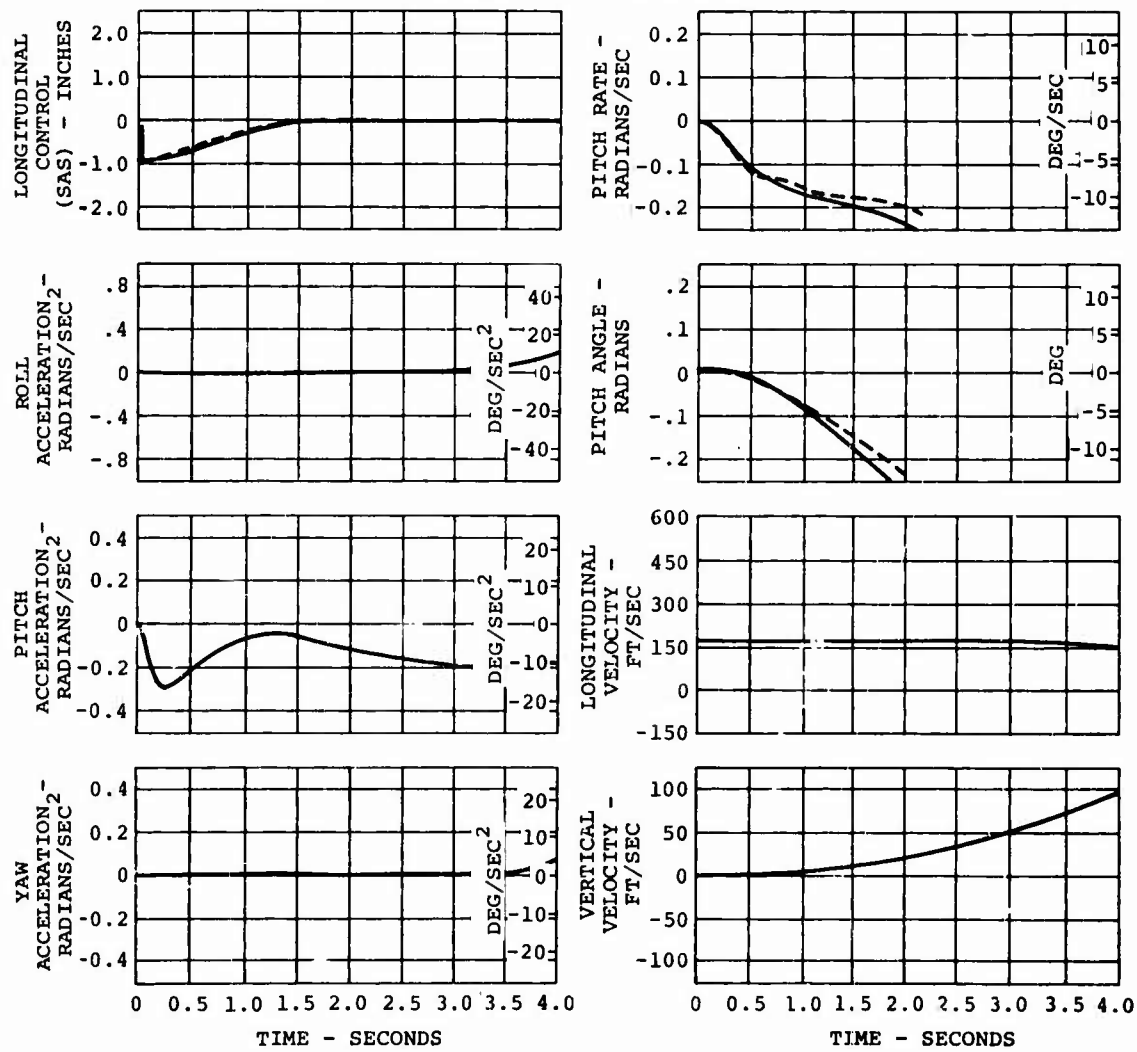 LONGITUDINAL
CONTROL
(SAS) - INCHES
2.0
1.0
0
-1.0
-2.0
PITCH RATE -
RADIANS/SEC
0.2
0.1
0
-0.1
-0.2
DEG/SEC
10
5
0
-5
-10
ROLL
ACCELERATION -
RADIANS/SEC2
.8
.4
0
-.4
-.8
DEG/SEC2
40
20
0
-20
-40
PITCH ANGLE -
RADIANS
.2
.1
0
-.1
-.2
DEG
10
5
0
-5
-10
PITCH
ACCELERATION -
RADIANS/SEC2
0.4
0.2
0
-0.2
-0.4
DEG/SEC2
20
10
0
-10
-20
LONGITUDINAL
VELOCITY -
FT/SEC
600
450
300
150
0
-150
YAW
ACCELERATION -
RADIANS/SEC2
0.4
0.2
0
-0.2
-0.4
DEG/SEC2
20
10
0
-10
-20
VERTICAL
VELOCITY -
FT/SEC
100
50
0
-50
-100
0 0.5 1.0 1.5 2.0 2.5 3.0 3.5 4.0
TIME - SECONDS
0 0.5 1.0 1.5 2.0 2.5 3.0 3.5 4.0
TIME - SECONDS